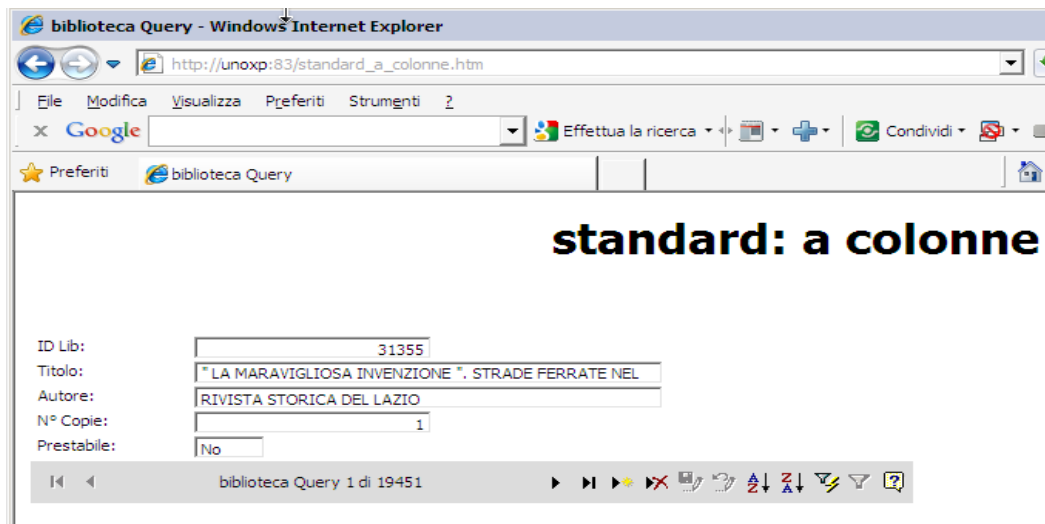 biblioteca Query - Windows Internet Explorer
http://unoxp:83/standard_a_colonne.htm
File Modifica Visualizza Preferiti Strumenti ?
x Google Effettua la ricerca Condividi
Preferiti biblioteca Query
standard: a colonne
ID Lib: 31355
Titolo: " LA MARAVIGLIOSA INVENZIONE ". STRADE FERRATE NEL
Autore: RIVISTA STORICA DEL LAZIO
N° Copie: 1
Prestabile: No
biblioteca Query 1 di 19451